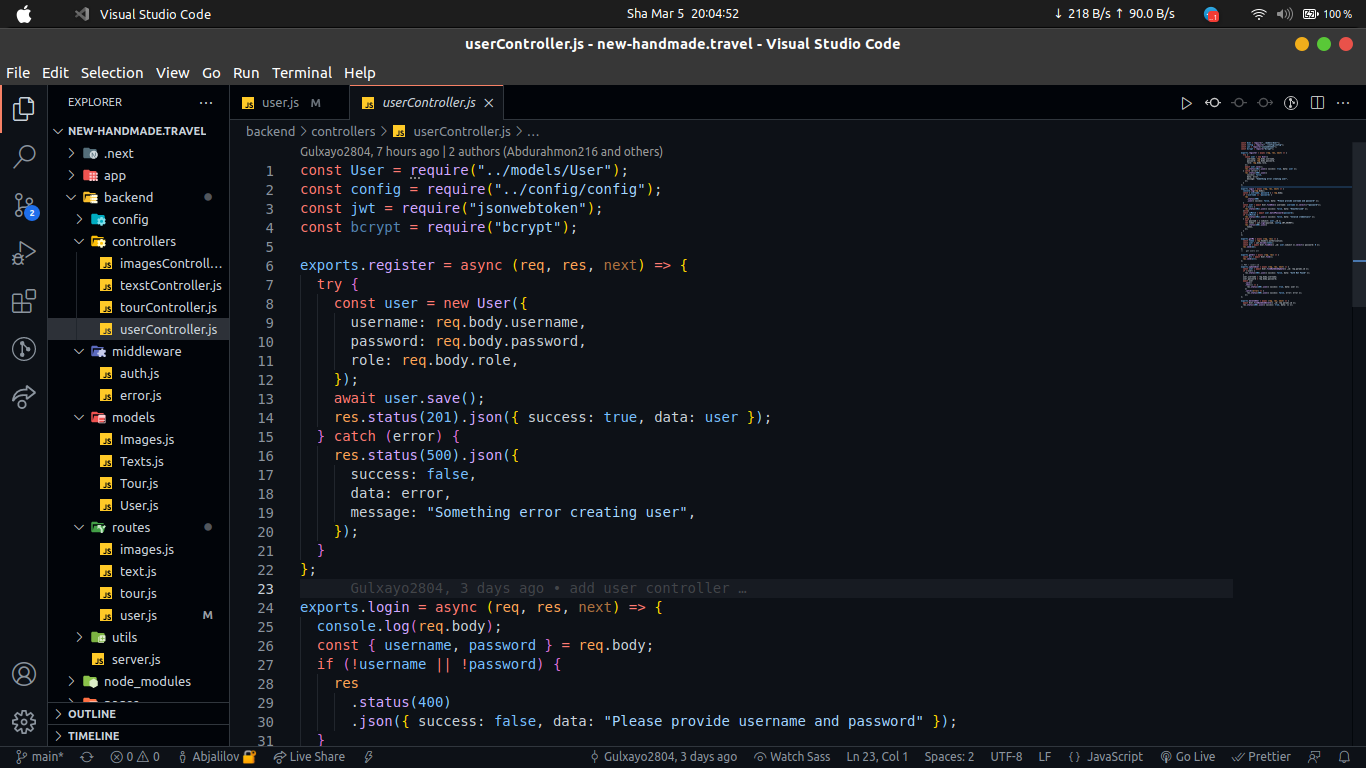 Visual Studio Code
Sha Mar 5 20:04:52
↓ 218 B/s ↑ 90.0 B/s
100 %
userController.js - new-handmade.travel - Visual Studio Code
File Edit Selection View Go Run Terminal Help
EXPLORER
user.js M
userController.js
NEW-HANDMADE.TRAVEL
.next
app
backend
config
controllers
imagesControll...
texstController.js
tourController.js
userController.js
middleware
auth.js
error.js
models
Images.js
Texts.js
Tour.js
User.js
routes
images.js
text.js
tour.js
user.js M
utils
server.js
node_modules
OUTLINE
TIMELINE
2
backend > controllers > userController.js > ...
Gulxayo2804, 7 hours ago | 2 authors (Abdurahmon216 and others)
1 const User = require("../models/User");
2 const config = require("../config/config");
3 const jwt = require("jsonwebtoken");
4 const bcrypt = require("bcrypt");
5
6 exports.register = async (req, res, next) => {
7 try {
8 const user = new User({
9 username: req.body.username,
10 password: req.body.password,
11 role: req.body.role,
12 });
13 await user.save();
14 res.status(201).json({ success: true, data: user });
15 } catch (error) {
16 res.status(500).json({
17 success: false,
18 data: error,
19 message: "Something error creating user",
20 });
21 }
22 };
23 Gulxayo2804, 3 days ago • add user controller …
24 exports.login = async (req, res, next) => {
25 console.log(req.body);
26 const { username, password } = req.body;
27 if (!username || !password) {
28 res
29 .status(400)
30 .json({ success: false, data: "Please provide username and password" });
31 }
main* 0 0 Abjalilov Live Share Gulxayo2804, 3 days ago Watch Sass Ln 23, Col 1 Spaces: 2 UTF-8 LF {} JavaScript Go Live Prettier